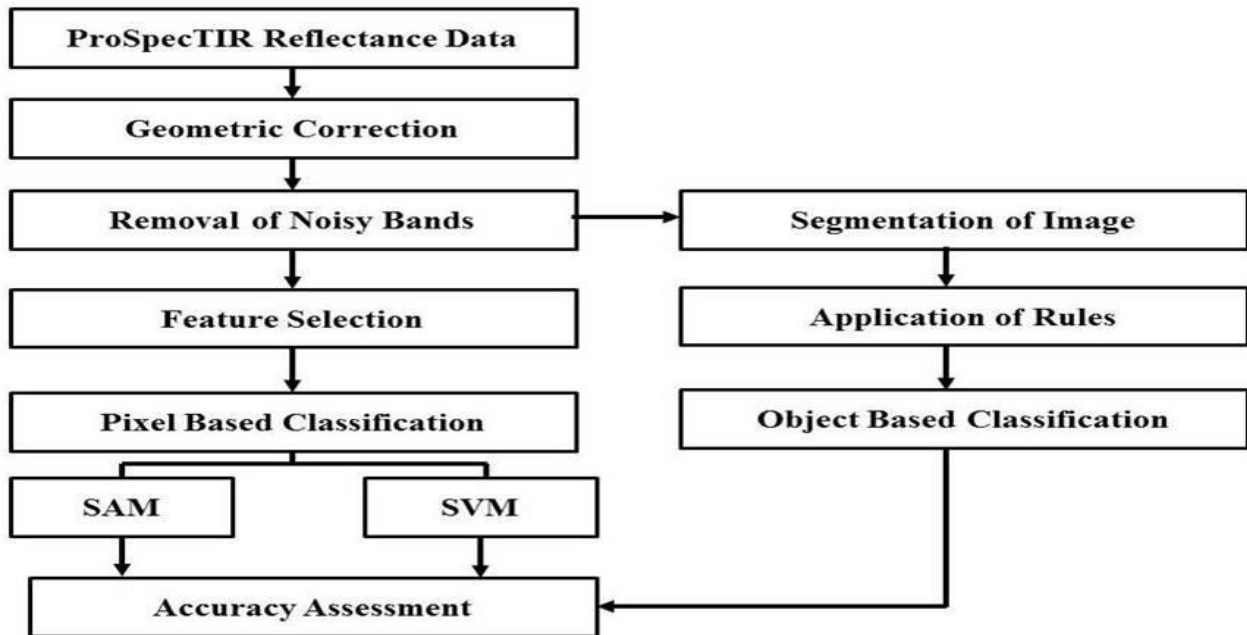 ProSpecTIR Reflectance Data
Geometric Correction
Removal of Noisy Bands
Segmentation of Image
Feature Selection
Application of Rules
Pixel Based Classification
Object Based Classification
SAM
SVM
Accuracy Assessment